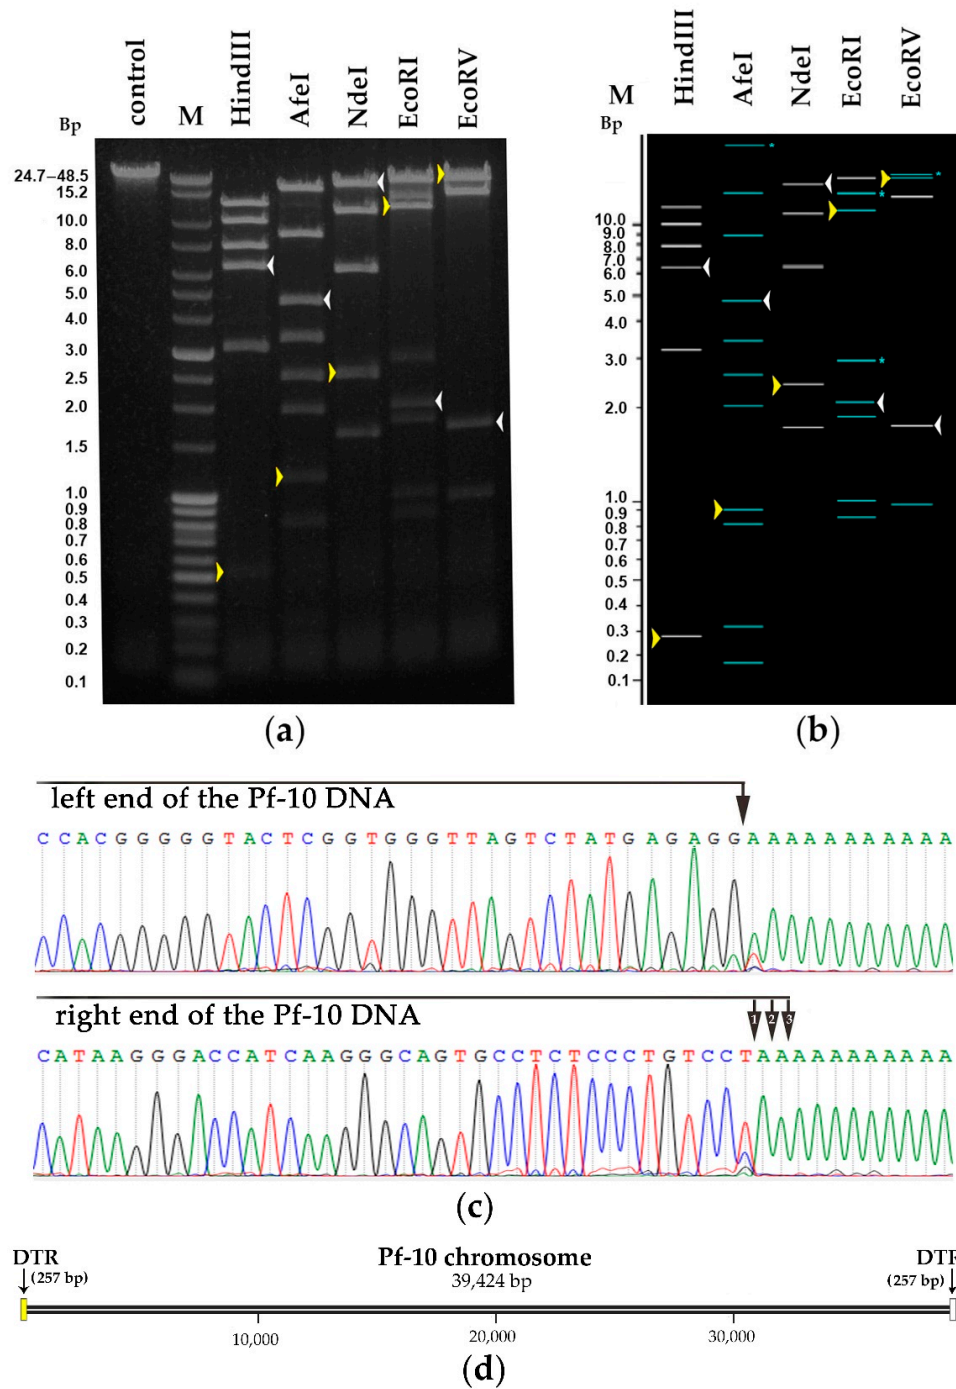 control
M
HindIII
AfeI
NdeI
EcoRI
EcoRV
Bp
24.7–48.5
15.2
10.0
8.0
6.0
5.0
4.0
3.0
2.5
2.0
1.5
1.0
0.9
0.8
0.7
0.6
0.5
0.4
0.3
0.2
0.1
(a)
M
HindIII
AfeI
NdeI
EcoRI
EcoRV
Bp
10.0
9.0
8.0
7.0
6.0
5.0
4.0
3.0
2.0
1.0
0.9
0.8
0.7
0.6
0.5
0.4
0.3
0.2
0.1
*
*
*
*
(b)
left end of the Pf-10 DNA
C C A C G G G G G T A C T C G G T G G G T T A G T C T A T G A G A G G A A A A A A A A A A A
right end of the Pf-10 DNA
1 2 3
C A T A A G G G A C C A T C A A G G G C A G T G C C T C T C C C T G T C C T A A A A A A A A A A A
(c)
Pf-10 chromosome
39,424 bp
DTR
(257 bp)
DTR
(257 bp)
10,000
20,000
30,000
(d)